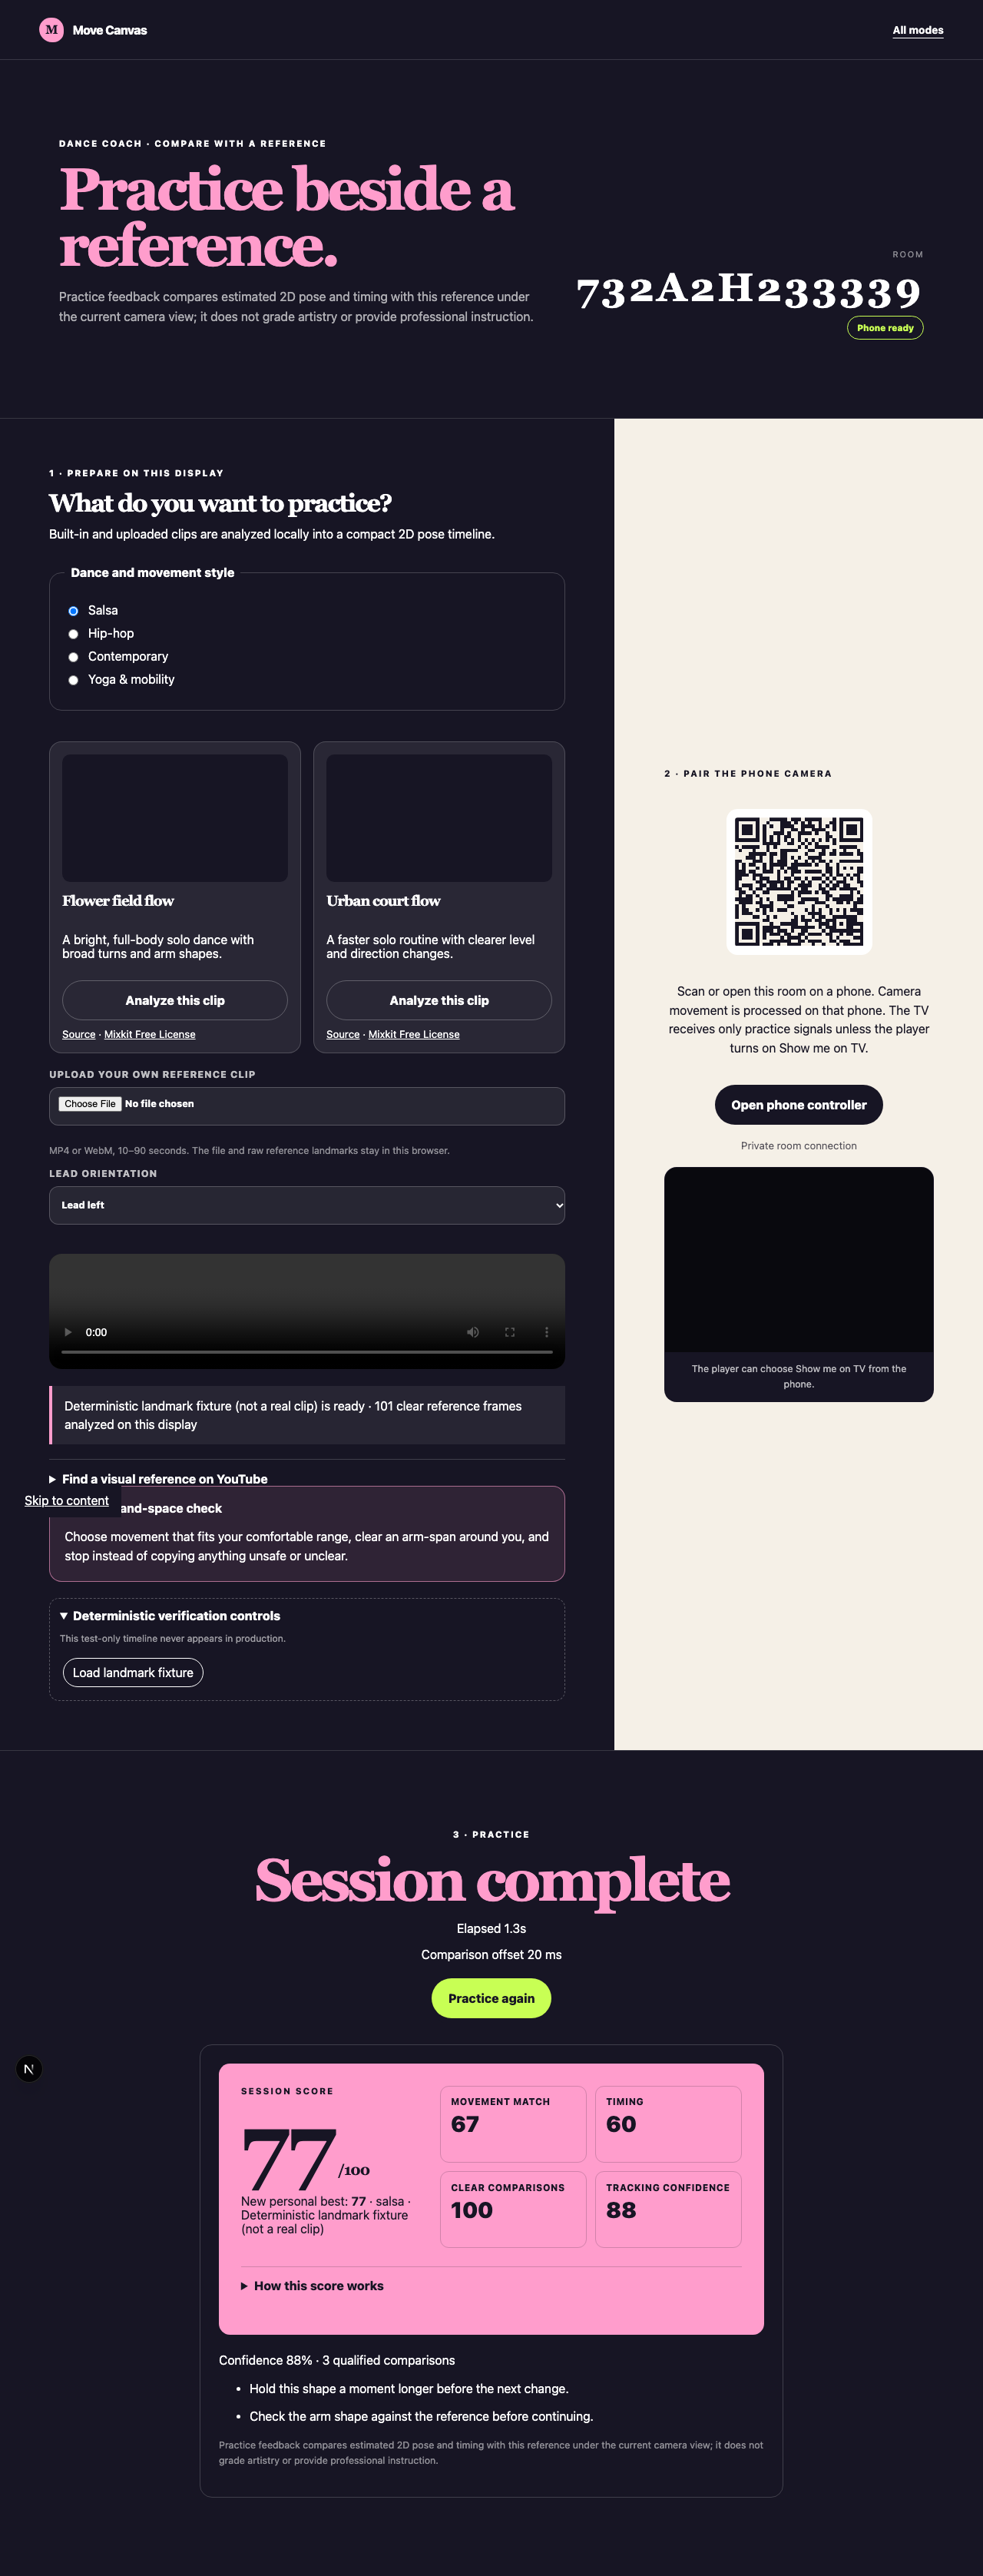 M Move Canvas
All modes
DANCE COACH · COMPARE WITH A REFERENCE
Practice beside a
reference.
Practice feedback compares estimated 2D pose and timing with this reference under
the current camera view; it does not grade artistry or provide professional instruction.
ROOM
732A2H233339
Phone ready
1 · PREPARE ON THIS DISPLAY
What do you want to practice?
Built-in and uploaded clips are analyzed locally into a compact 2D pose timeline.
Dance and movement style
Salsa
Hip-hop
Contemporary
Yoga & mobility
Flower field flow
A bright, full-body solo dance with
broad turns and arm shapes.
Analyze this clip
Source · Mixkit Free License
Urban court flow
A faster solo routine with clearer level
and direction changes.
Analyze this clip
Source · Mixkit Free License
UPLOAD YOUR OWN REFERENCE CLIP
Choose File No file chosen
MP4 or WebM, 10–90 seconds. The file and raw reference landmarks stay in this browser.
LEAD ORIENTATION
Lead left
0:00
Deterministic landmark fixture (not a real clip) is ready · 101 clear reference frames
analyzed on this display
Find a visual reference on YouTube
Skip to content
and-space check
Choose movement that fits your comfortable range, clear an arm-span around you, and
stop instead of copying anything unsafe or unclear.
Deterministic verification controls
This test-only timeline never appears in production.
Load landmark fixture
2 · PAIR THE PHONE CAMERA
Scan or open this room on a phone. Camera
movement is processed on that phone. The TV
receives only practice signals unless the player
turns on Show me on TV.
Open phone controller
Private room connection
The player can choose Show me on TV from the
phone.
3 · PRACTICE
Session complete
Elapsed 1.3s
Comparison offset 20 ms
Practice again
N
SESSION SCORE
77/100
New personal best: 77 · salsa ·
Deterministic landmark fixture
(not a real clip)
MOVEMENT MATCH
67
TIMING
60
CLEAR COMPARISONS
100
TRACKING CONFIDENCE
88
How this score works
Confidence 88% · 3 qualified comparisons
• Hold this shape a moment longer before the next change.
• Check the arm shape against the reference before continuing.
Practice feedback compares estimated 2D pose and timing with this reference under the current camera view; it does not
grade artistry or provide professional instruction.